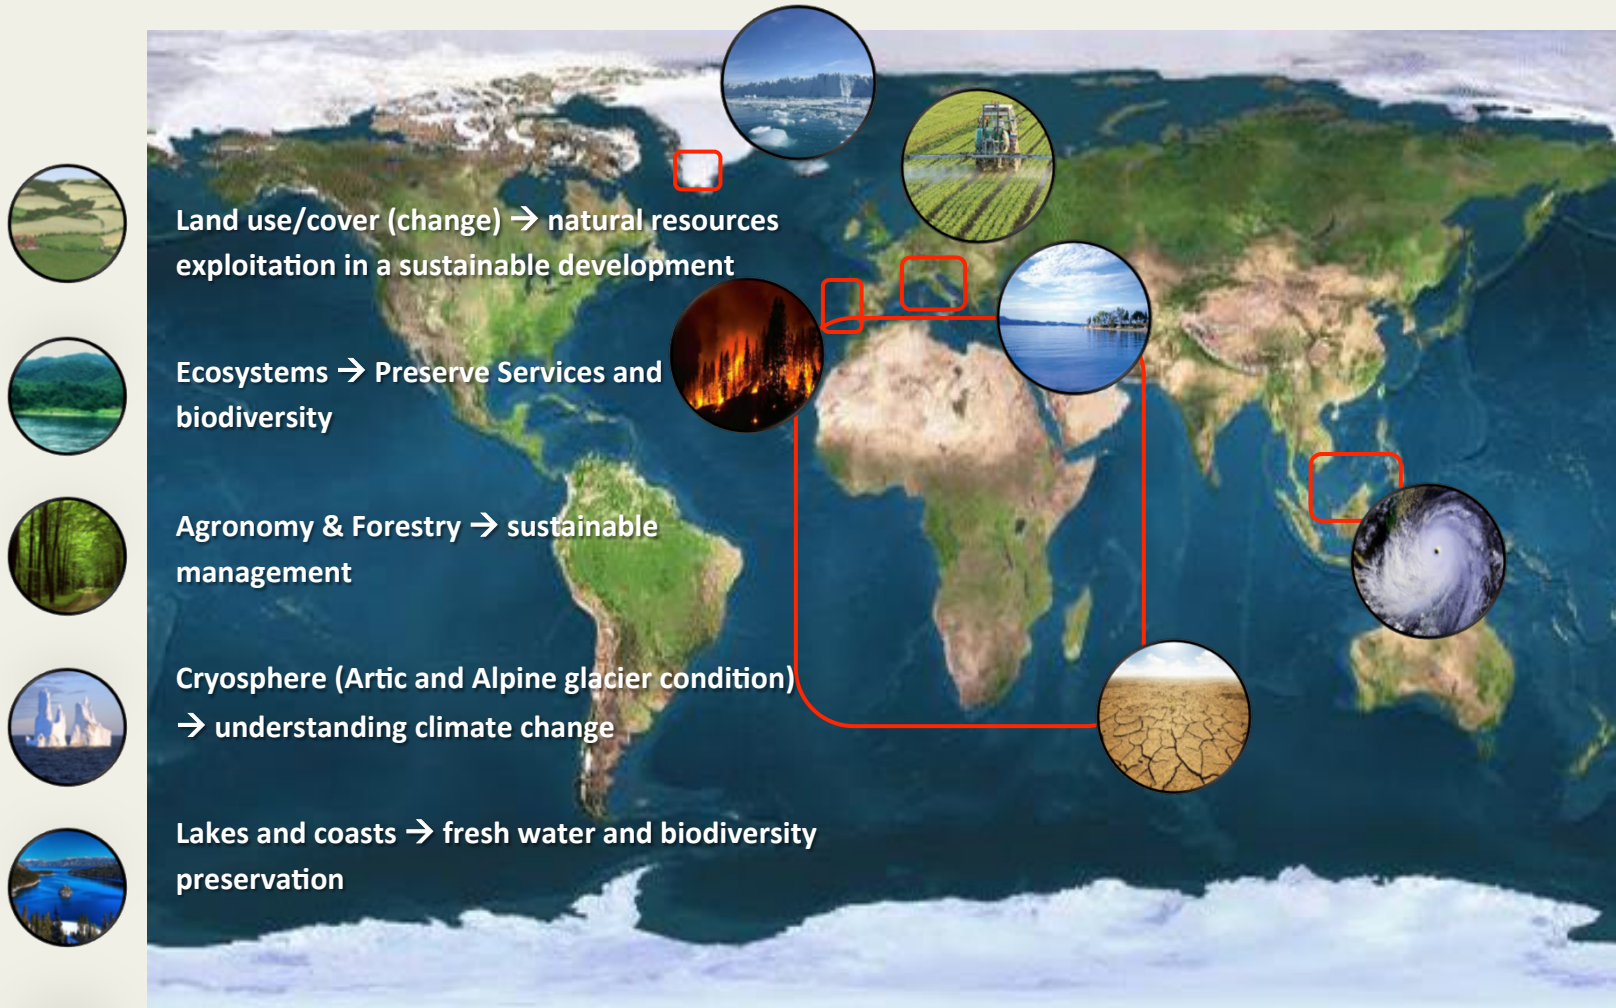 Land use/cover (change) → natural resources
exploitation in a sustainable development
Ecosystems → Preserve Services and
biodiversity
Agronomy & Forestry → sustainable
management
Cryosphere (Artic and Alpine glacier condition)
→ understanding climate change
Lakes and coasts → fresh water and biodiversity
preservation